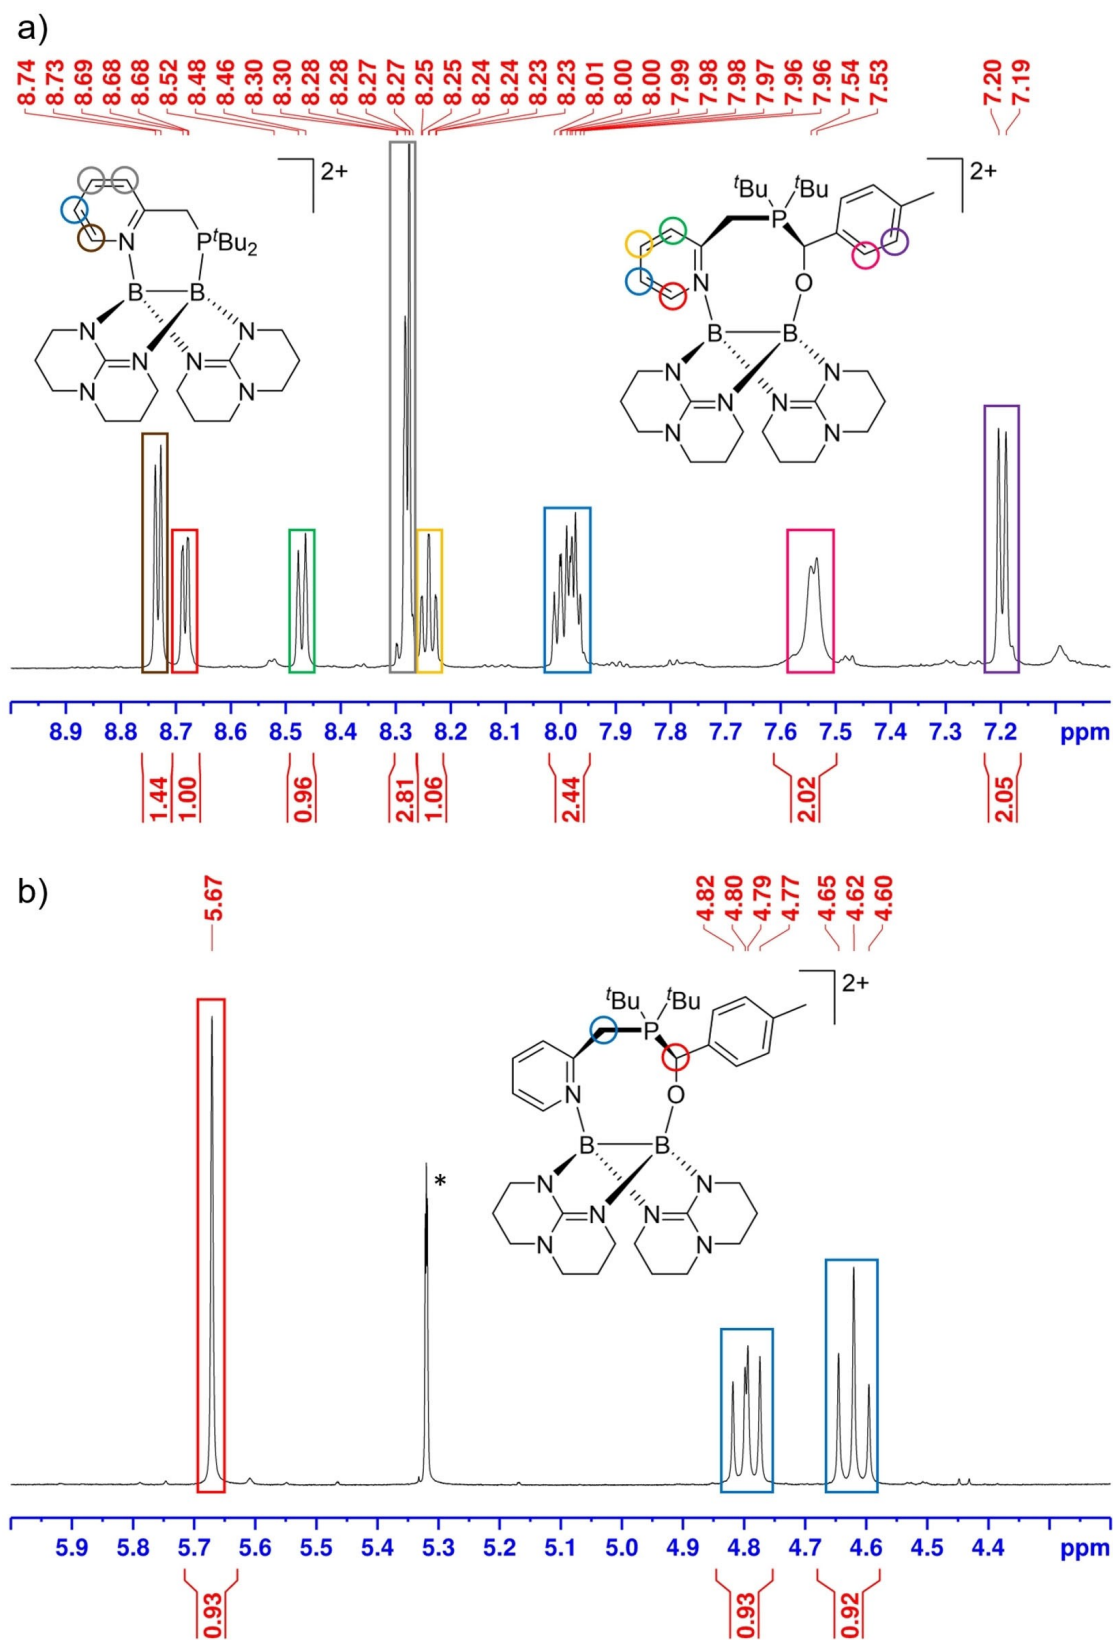 a)
8.74 8.73 8.69 8.68 8.68 8.52 8.48 8.46 8.30 8.30 8.28 8.28 8.27 8.27 8.25 8.25 8.24 8.24 8.23 8.23 8.01 8.00 8.00 7.99 7.98 7.98 7.97 7.96 7.96 7.54 7.53 7.20 7.19
2+
N
PtBu2
B B
N N N N
N N
2+
tBu tBu
P
N O
B B
N N N N
N N
8.9 8.8 8.7 8.6 8.5 8.4 8.3 8.2 8.1 8.0 7.9 7.8 7.7 7.6 7.5 7.4 7.3 7.2 ppm
1.44 1.00 0.96 2.81 1.06 2.44 2.02 2.05
b)
5.67 4.82 4.80 4.79 4.77 4.65 4.62 4.60
2+
tBu tBu
P
N O
B B
N N N N
N N
*
5.9 5.8 5.7 5.6 5.5 5.4 5.3 5.2 5.1 5.0 4.9 4.8 4.7 4.6 4.5 4.4 ppm
0.93 0.93 0.92